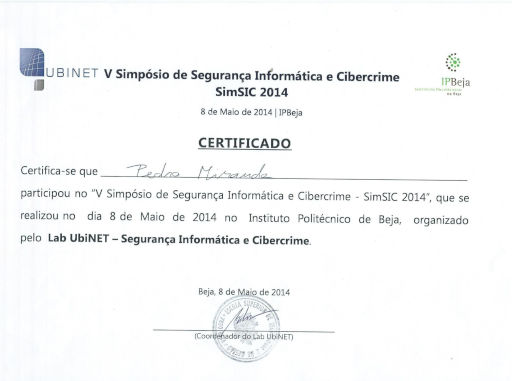 UBINET V Simpósio de Segurança Informática e Cibercrime
SimSIC 2014
8 de Maio de 2014 | IPBeja
IPBeja
CERTIFICADO
Certifica-se que Pedro Miranda
participou no "V Simpósio de Segurança Informática e Cibercrime - SimSIC 2014", que se
realizou no dia 8 de Maio de 2014 no Instituto Politécnico de Beja, organizado
pelo Lab UbiNET – Segurança Informática e Cibercrime.
Beja, 8 de Maio de 2014
(Coordenador do Lab UbiNET)